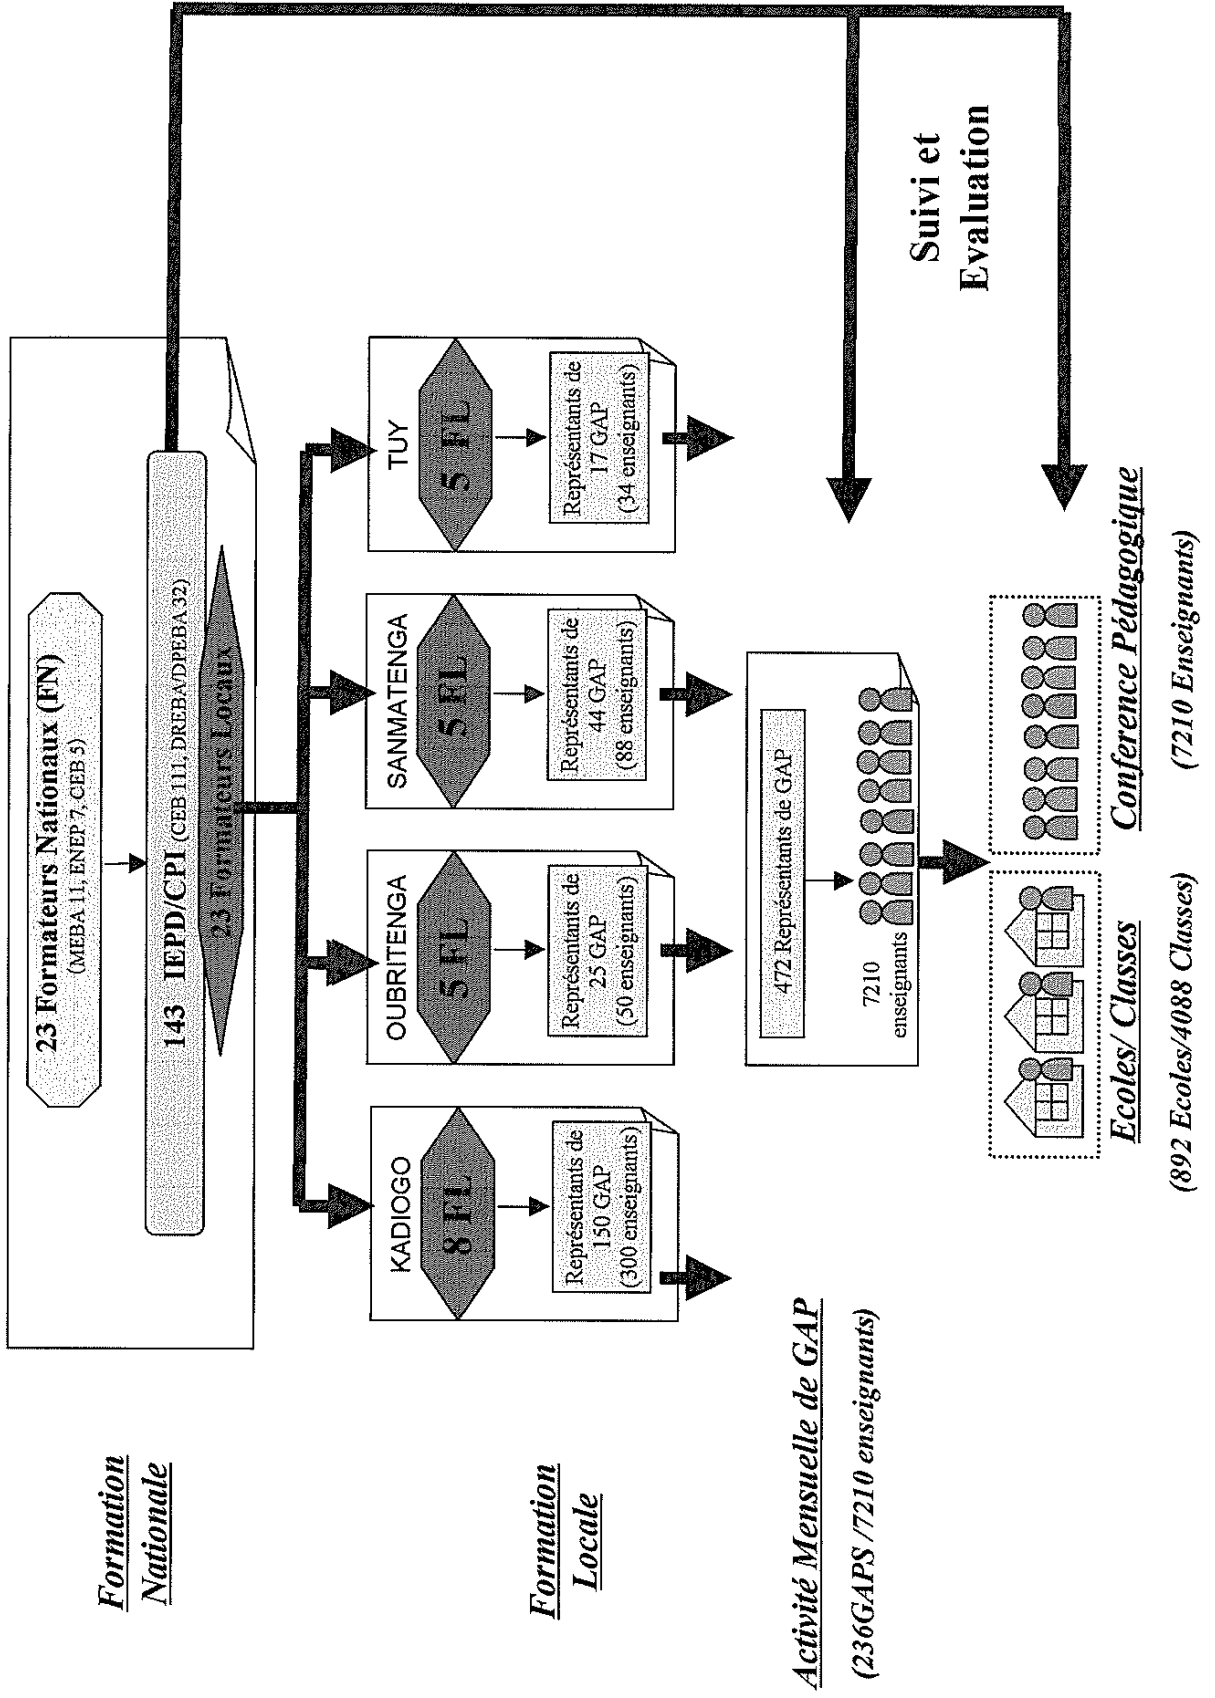 Formation
Nationale
23 Formateurs Nationaux (FN)
(MEBA 11, ENEP 7, CEB 5)
143 IEPD/CPI (CEB 111, DREBA/DPEBA32)
23 Formateurs Locaux
Formation
Locale
KADIOGO
8 FL
Représentants de
150 GAP
(300 enseignants)
OUBRITENGA
5 FL
Représentants de
25 GAP
(50 enseignants)
SANMATENGA
5 FL
Représentants de
44 GAP
(88 enseignants)
TUY
5 FL
Représentants de
17 GAP
(34 enseignants)
Activité Mensuelle de GAP
(236GAPS /7210 enseignants)
472 Représentants de GAP
7210
enseignants
Suivi et
Evaluation
Ecoles/ Classes
(892 Ecoles/4088 Classes)
Conference Pédagogique
(7210 Enseignants)